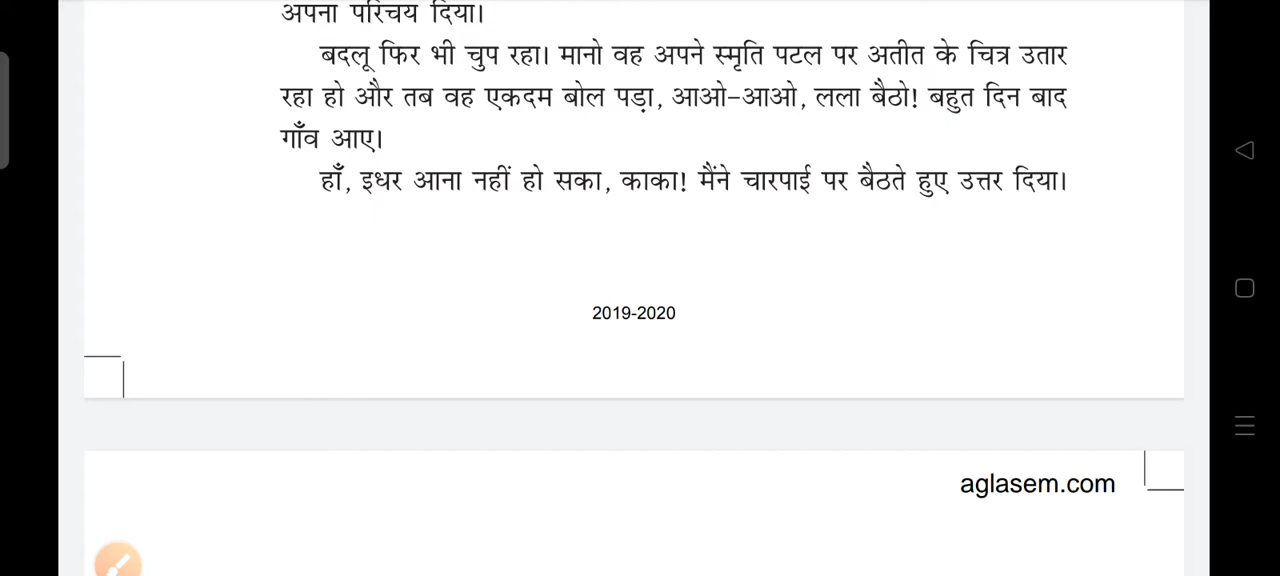 अपना परिचय दिया।
बदलू फिर भी चुप रहा। मानो वह अपने स्मृति पटल पर अतीत के चित्र उतार
रहा हो और तब वह एकदम बोल पड़ा, आओ-आओ, लला बैठो! बहुत दिन बाद
गाँव आए।
हाँ, इधर आना नहीं हो सका, काका! मैंने चारपाई पर बैठते हुए उत्तर दिया।
2019-2020
aglasem.com